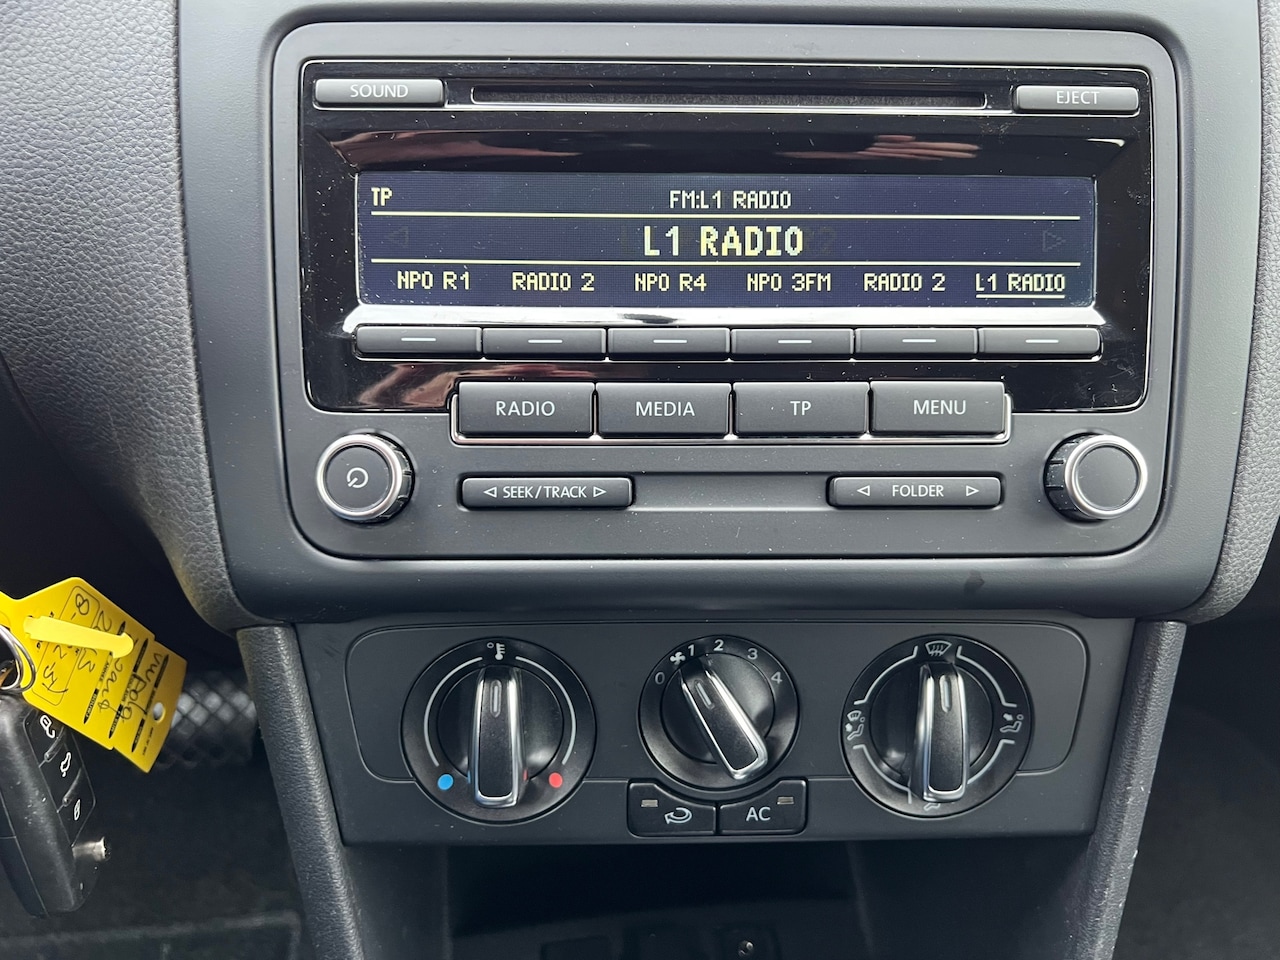 SOUND
EJECT
TP
FM:L1 RADIO
L1 RADIO
NPO R1 RADIO 2 NPO R4 NPO 3FM RADIO 2 L1 RADIO
RADIO MEDIA TP MENU
SEEK/TRACK
FOLDER
°F
0 1 2 3 4
AC